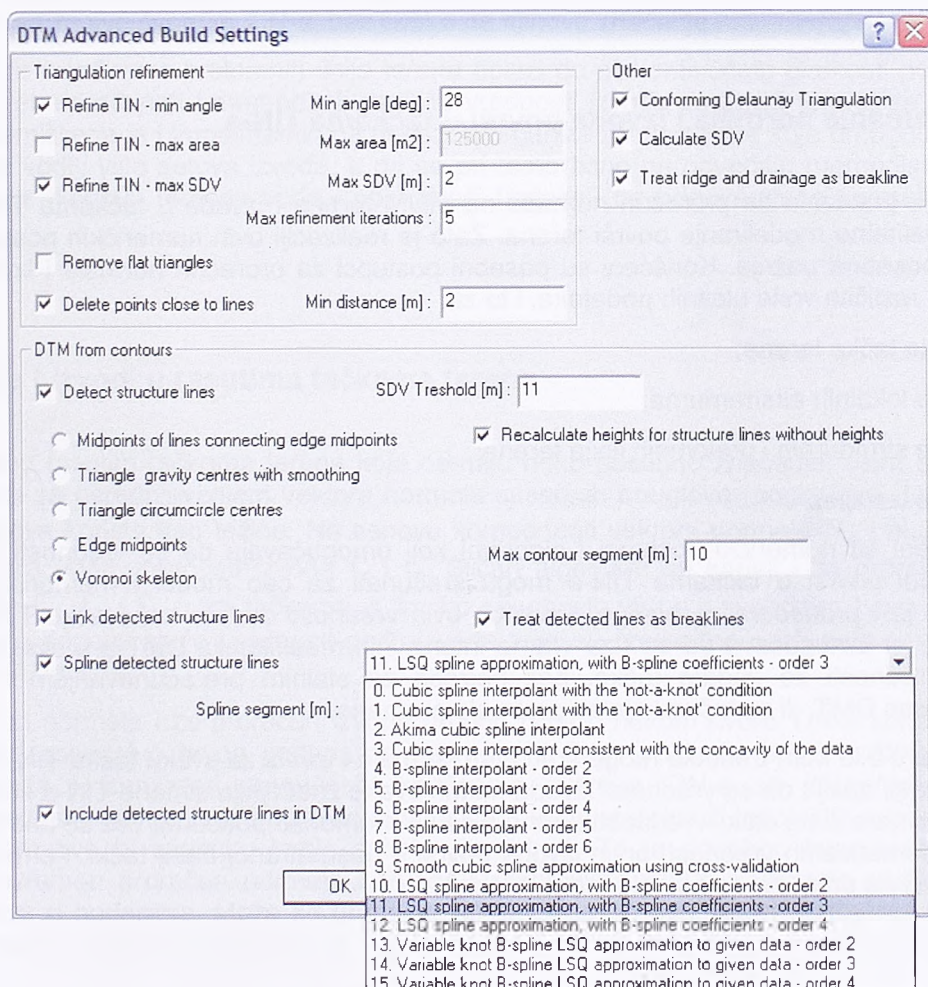 DTM Advanced Build Settings
Triangulation refinement
Refine TIN - min angle
Min angle [deg] : 28
Refine TIN - max area
Max area [m2] : 125000
Refine TIN - max SDV
Max SDV [m] : 2
Max refinement iterations : 5
Remove flat triangles
Delete points close to lines
Min distance [m] : 2
Other
Conforming Delaunay Triangulation
Calculate SDV
Treat ridge and drainage as breakline
DTM from contours
Detect structure lines
SDV Treshold [m] : 11
Midpoints of lines connecting edge midpoints
Recalculate heights for structure lines without heights
Triangle gravity centres with smoothing
Triangle circumcircle centres
Edge midpoints
Max contour segment [m] : 10
Voronoi skeleton
Link detected structure lines
Treat detected lines as breaklines
Spline detected structure lines
11. LSQ spline approximation, with B-spline coefficients - order 3
Spline segment [m] :
0. Cubic spline interpolant with the 'not-a-knot' condition
1. Cubic spline interpolant with the 'not-a-knot' condition
2. Akima cubic spline interpolant
3. Cubic spline interpolant consistent with the concavity of the data
4. B-spline interpolant - order 2
5. B-spline interpolant - order 3
6. B-spline interpolant - order 4
7. B-spline interpolant - order 5
8. B-spline interpolant - order 6
9. Smooth cubic spline approximation using cross-validation
10. LSQ spline approximation, with B-spline coefficients - order 2
11. LSQ spline approximation, with B-spline coefficients - order 3
12. LSQ spline approximation, with B-spline coefficients - order 4
13. Variable knot B-spline LSQ approximation to given data - order 2
14. Variable knot B-spline LSQ approximation to given data - order 3
15. Variable knot B-spline LSQ approximation to given data - order 4
Include detected structure lines in DTM
OK